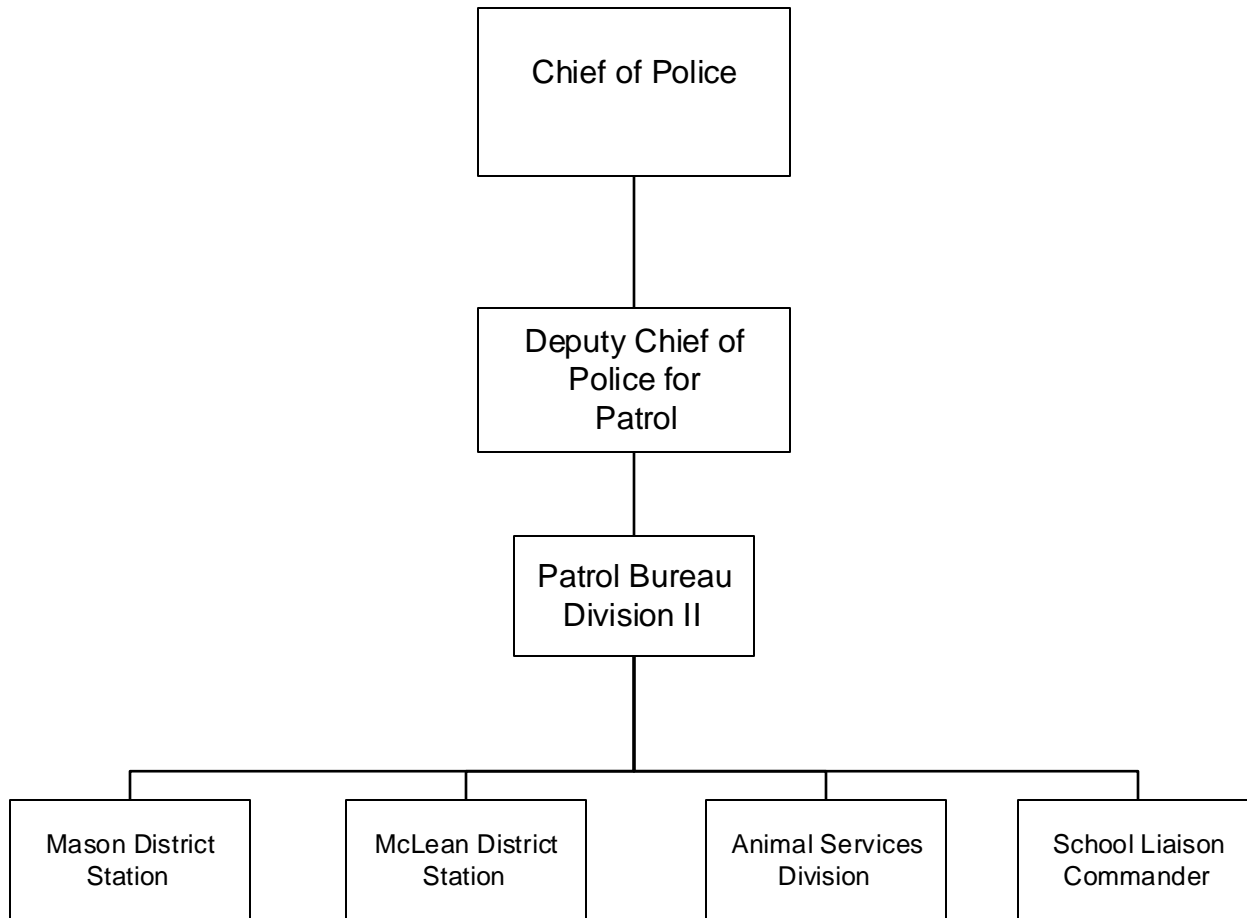 Chief of Police
Deputy Chief of
Police for
Patrol
Patrol Bureau
Division II
Mason District
Station
McLean District
Station
Animal Services
Division
School Liaison
Commander